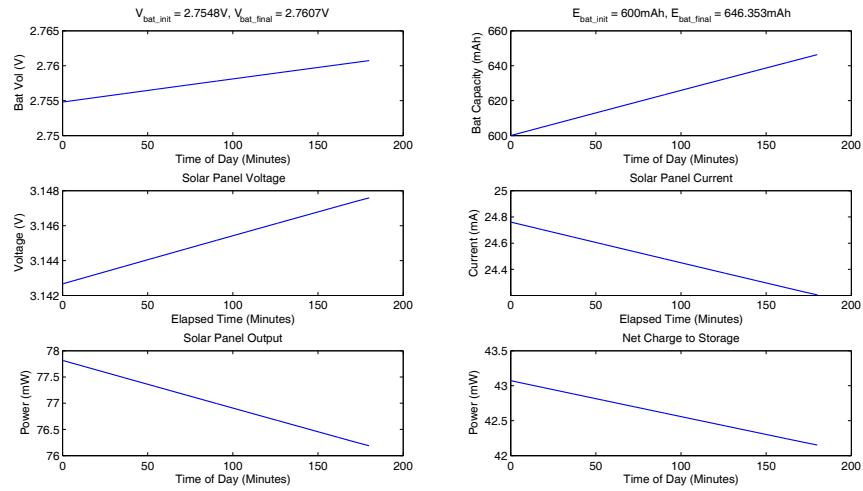 V_bat_init = 2.7548V, V_bat_final = 2.7607V
2.765
2.76
2.755
2.75
Bat Vol (V)
0 50 100 150 200
Time of Day (Minutes)
E_bat_init = 600mAh, E_bat_final = 646.353mAh
660
640
620
600
Bat Capacity (mAh)
0 50 100 150 200
Time of Day (Minutes)
Solar Panel Voltage
3.148
3.146
3.144
3.142
Voltage (V)
0 50 100 150 200
Elapsed Time (Minutes)
Solar Panel Current
25
24.8
24.6
24.4
Current (mA)
0 50 100 150 200
Elapsed Time (Minutes)
Solar Panel Output
78
77.5
77
76.5
76
Power (mW)
0 50 100 150 200
Time of Day (Minutes)
Net Charge to Storage
43.5
43
42.5
42
Power (mW)
0 50 100 150 200
Time of Day (Minutes)